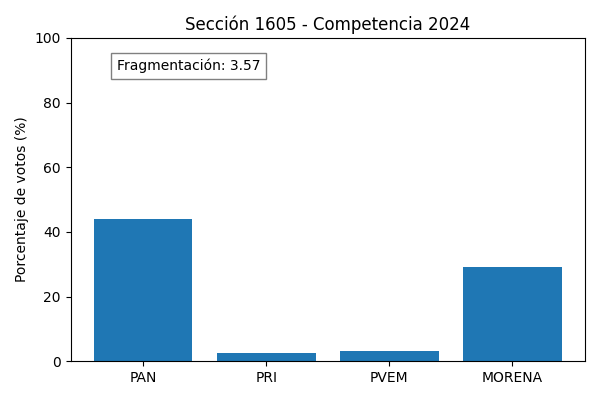 Sección 1605 - Competencia 2024
Fragmentación: 3.57
Porcentaje de votos (%)
100
80
60
40
20
0
PAN PRI PVEM MORENA